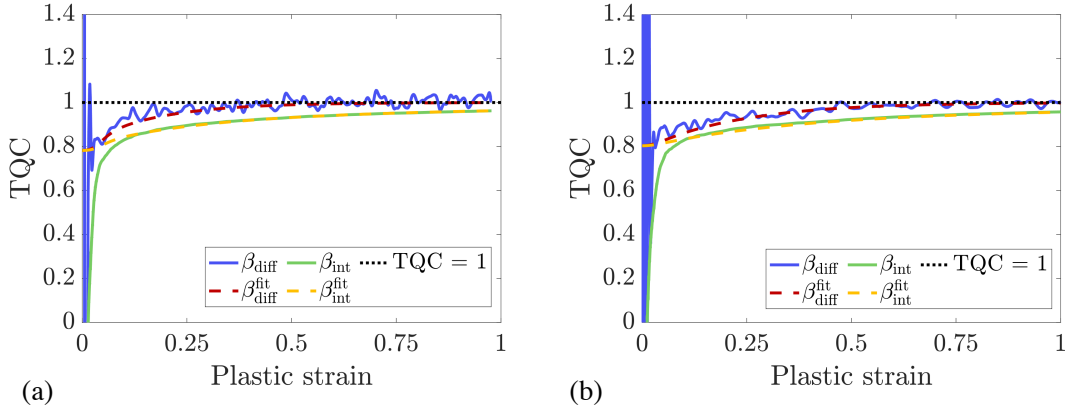 1.4
1.2
1
0.8
0.6
0.4
0.2
0
TQC
0 0.25 0.5 0.75 1
Plastic strain
β_diff β_int TQC = 1
β_diff^fit β_int^fit
(a)
1.4
1.2
1
0.8
0.6
0.4
0.2
0
TQC
0 0.25 0.5 0.75 1
Plastic strain
β_diff β_int TQC = 1
β_diff^fit β_int^fit
(b)